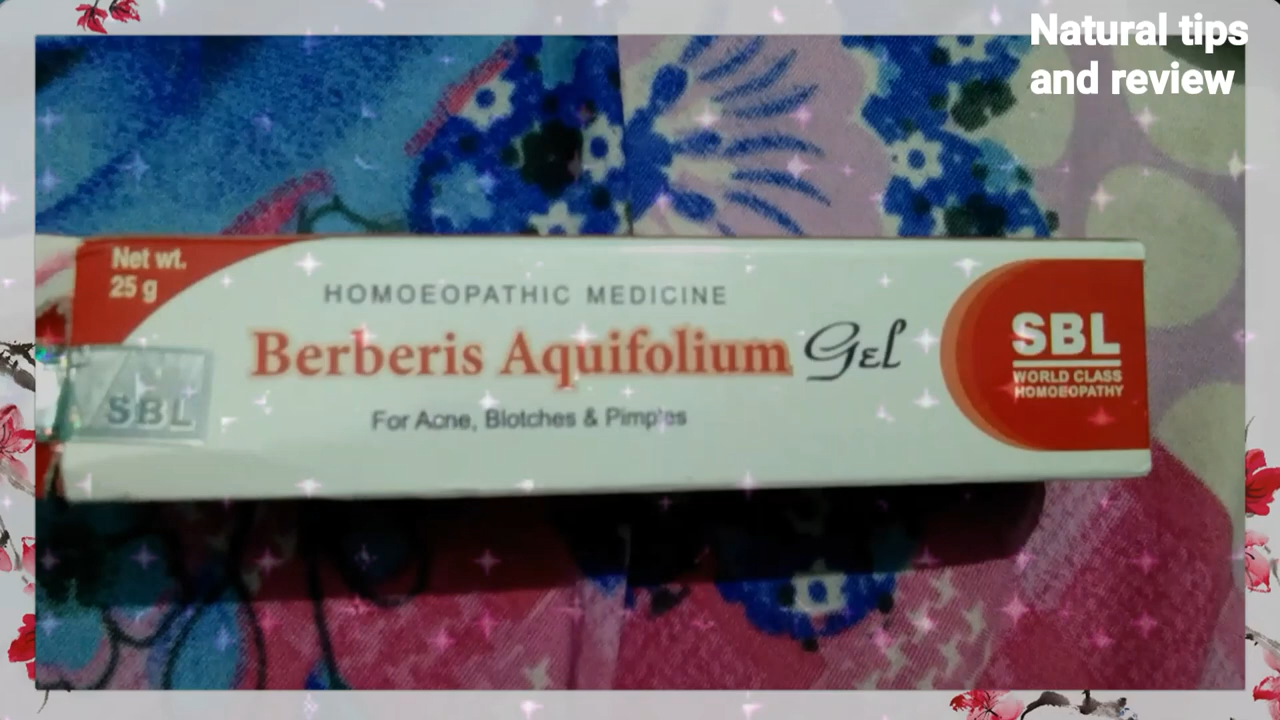 Natural tips
and review
Net wt.
25 g
HOMOEOPATHIC MEDICINE
Berberis Aquifolium Gel
For Acne, Blotches & Pimples
SBL
WORLD CLASS
HOMOEOPATHY
SBL